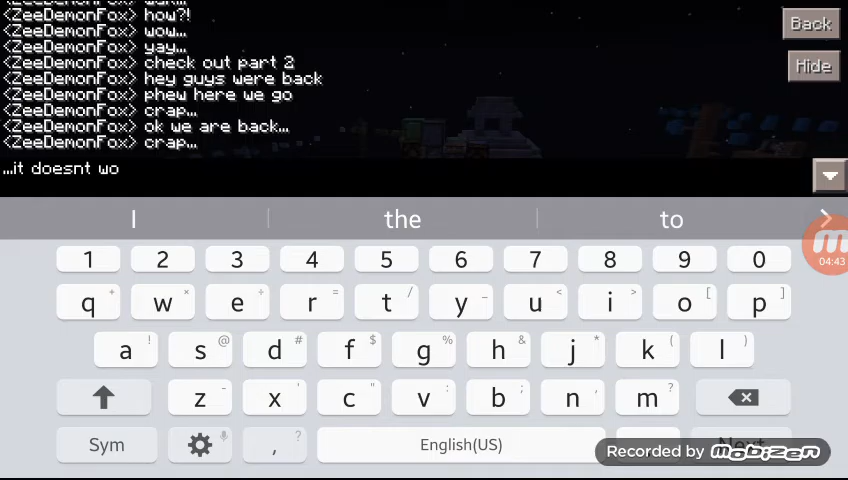 <ZeeDemonFox> how?!
<ZeeDemonFox> wow...
<ZeeDemonFox> yay...
<ZeeDemonFox> check out part 2
<ZeeDemonFox> hey guys were back
<ZeeDemonFox> phew here we go
<ZeeDemonFox> crap...
<ZeeDemonFox> ok we are back...
<ZeeDemonFox> crap...
...it doesnt wo
Back
Hide
I the to
04:43
1 2 3 4 5 6 7 8 9 0
q + w × e ÷ r = t / y _ u < i > o [ p ]
a ! s @ d # f $ g % h & j * k ( l )
z - x ' c " v : b ; n , m ?
Sym , ? English(US) Next
Recorded by mobizen